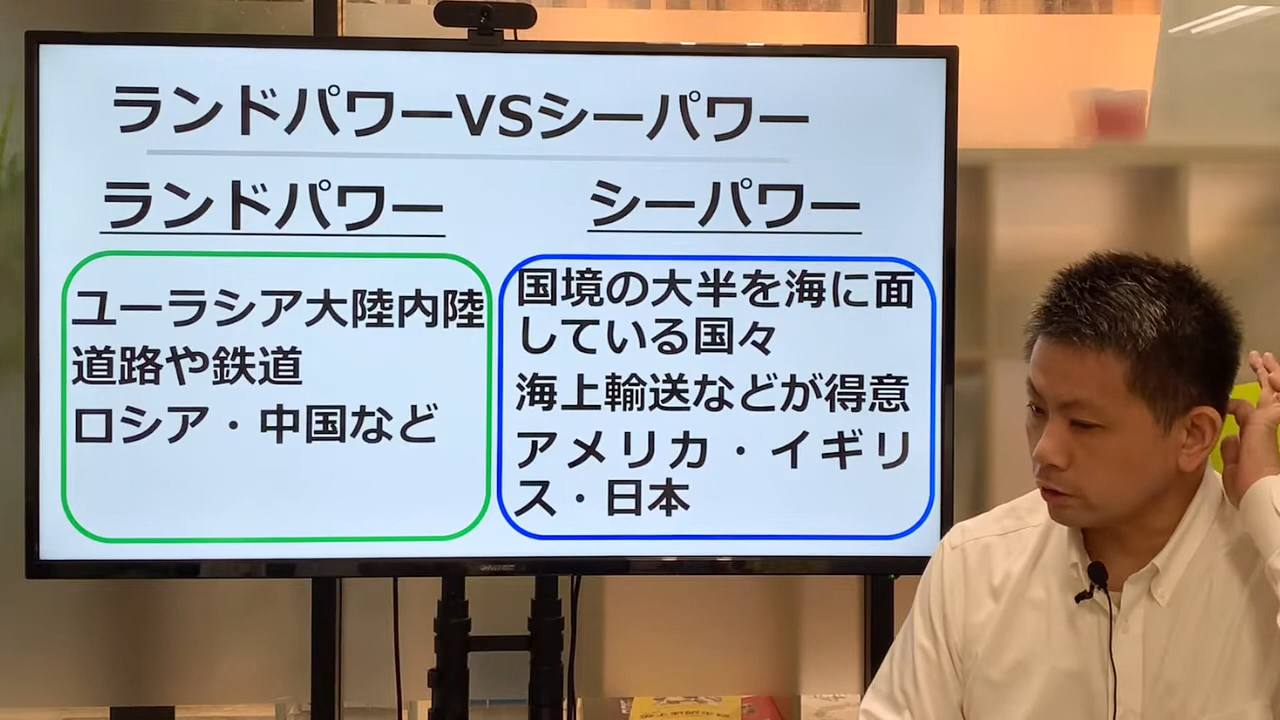 ランドパワーVSシーパワー
ランドパワー
ユーラシア大陸内陸
道路や鉄道
ロシア・中国など
シーパワー
国境の大半を海に面
している国々
海上輸送などが得意
アメリカ・イギリ
ス・日本